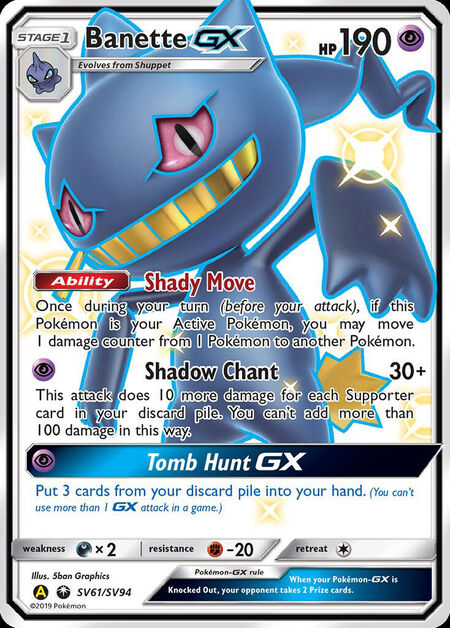 STAGE 1
Banette GX
HP 190
Evolves from Shuppet
Ability Shady Move
Once during your turn (before your attack), if this
Pokémon is your Active Pokémon, you may move
1 damage counter from 1 Pokémon to another Pokémon.
Shadow Chant 30+
This attack does 10 more damage for each Supporter
card in your discard pile. You can't add more than
100 damage in this way.
Tomb Hunt GX
Put 3 cards from your discard pile into your hand. (You can't
use more than 1 GX attack in a game.)
weakness ×2 resistance -20 retreat
Illus. 5ban Graphics
Pokémon-GX rule
When your Pokémon-GX is
Knocked Out, your opponent takes 2 Prize cards.
A SV61/SV94
©2019 Pokémon